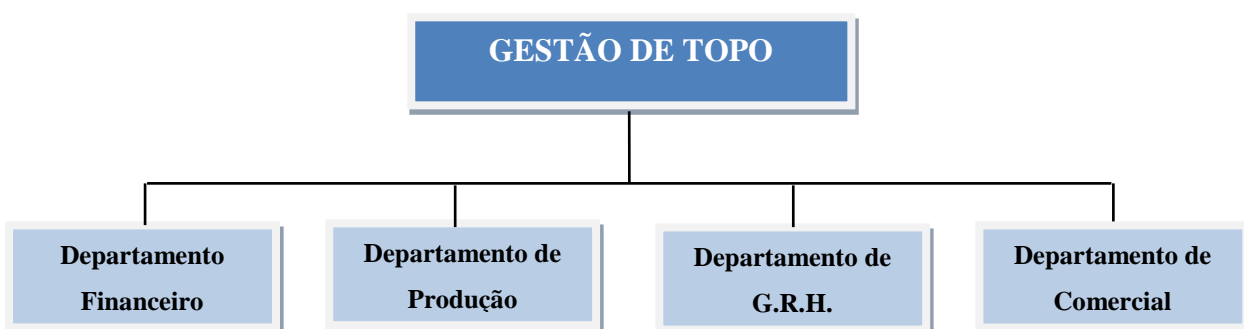 GESTÃO DE TOPO
Departamento
Financeiro
Departamento de
Produção
Departamento de
G.R.H.
Departamento de
Comercial